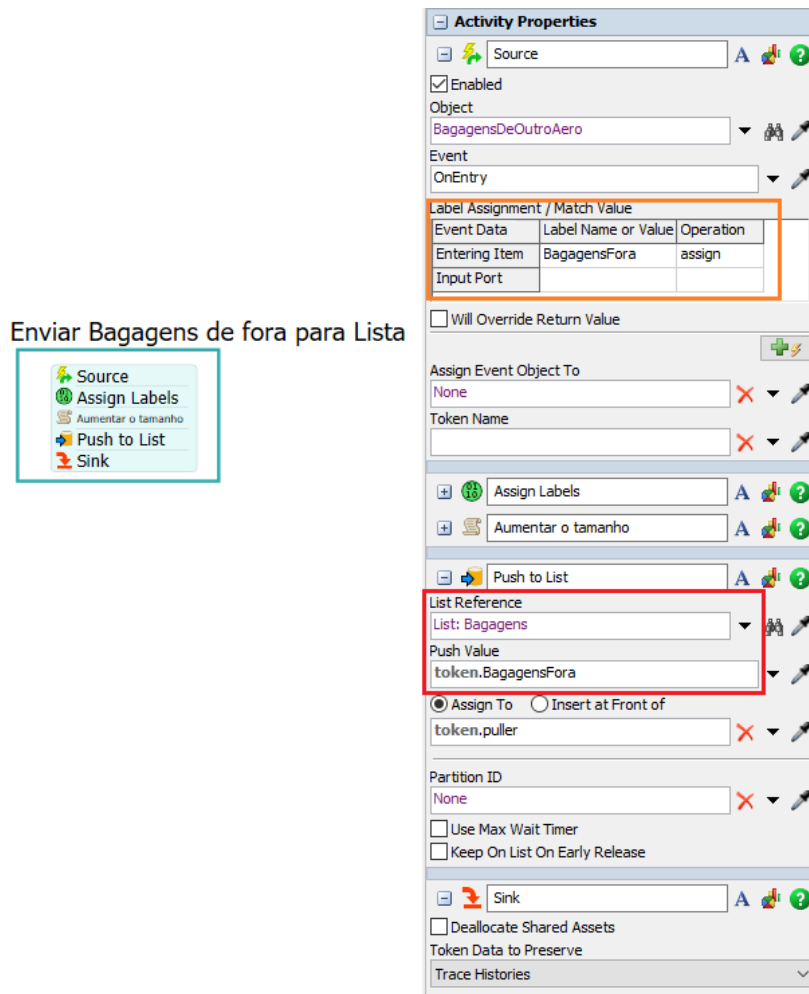 Enviar Bagagens de fora para Lista
Source
Assign Labels
Aumentar o tamanho
Push to List
Sink
Activity Properties
Source
Enabled
Object
BagagensDeOutroAero
Event
OnEntry
Label Assignment / Match Value
Event Data Label Name or Value Operation
Entering Item BagagensFora assign
Input Port
Will Override Return Value
Assign Event Object To
None
Token Name
Assign Labels
Aumentar o tamanho
Push to List
List Reference
List: Bagagens
Push Value
token.BagagensFora
Assign To Insert at Front of
token.puller
Partition ID
None
Use Max Wait Timer
Keep On List On Early Release
Sink
Deallocate Shared Assets
Token Data to Preserve
Trace Histories